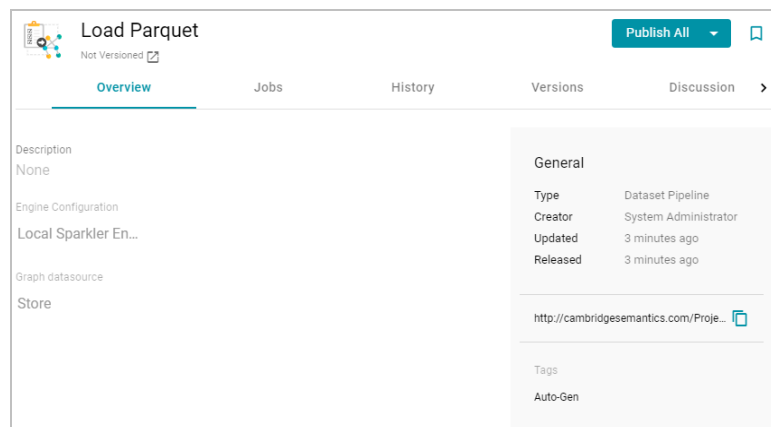 Load Parquet
Publish All
Not Versioned
Overview Jobs History Versions Discussion
Description
None
Engine Configuration
Local Sparkler En...
Graph datasource
Store
General
Type Dataset Pipeline
Creator System Administrator
Updated 3 minutes ago
Released 3 minutes ago
http://cambridgesemantics.com/Proje...
Tags
Auto-Gen